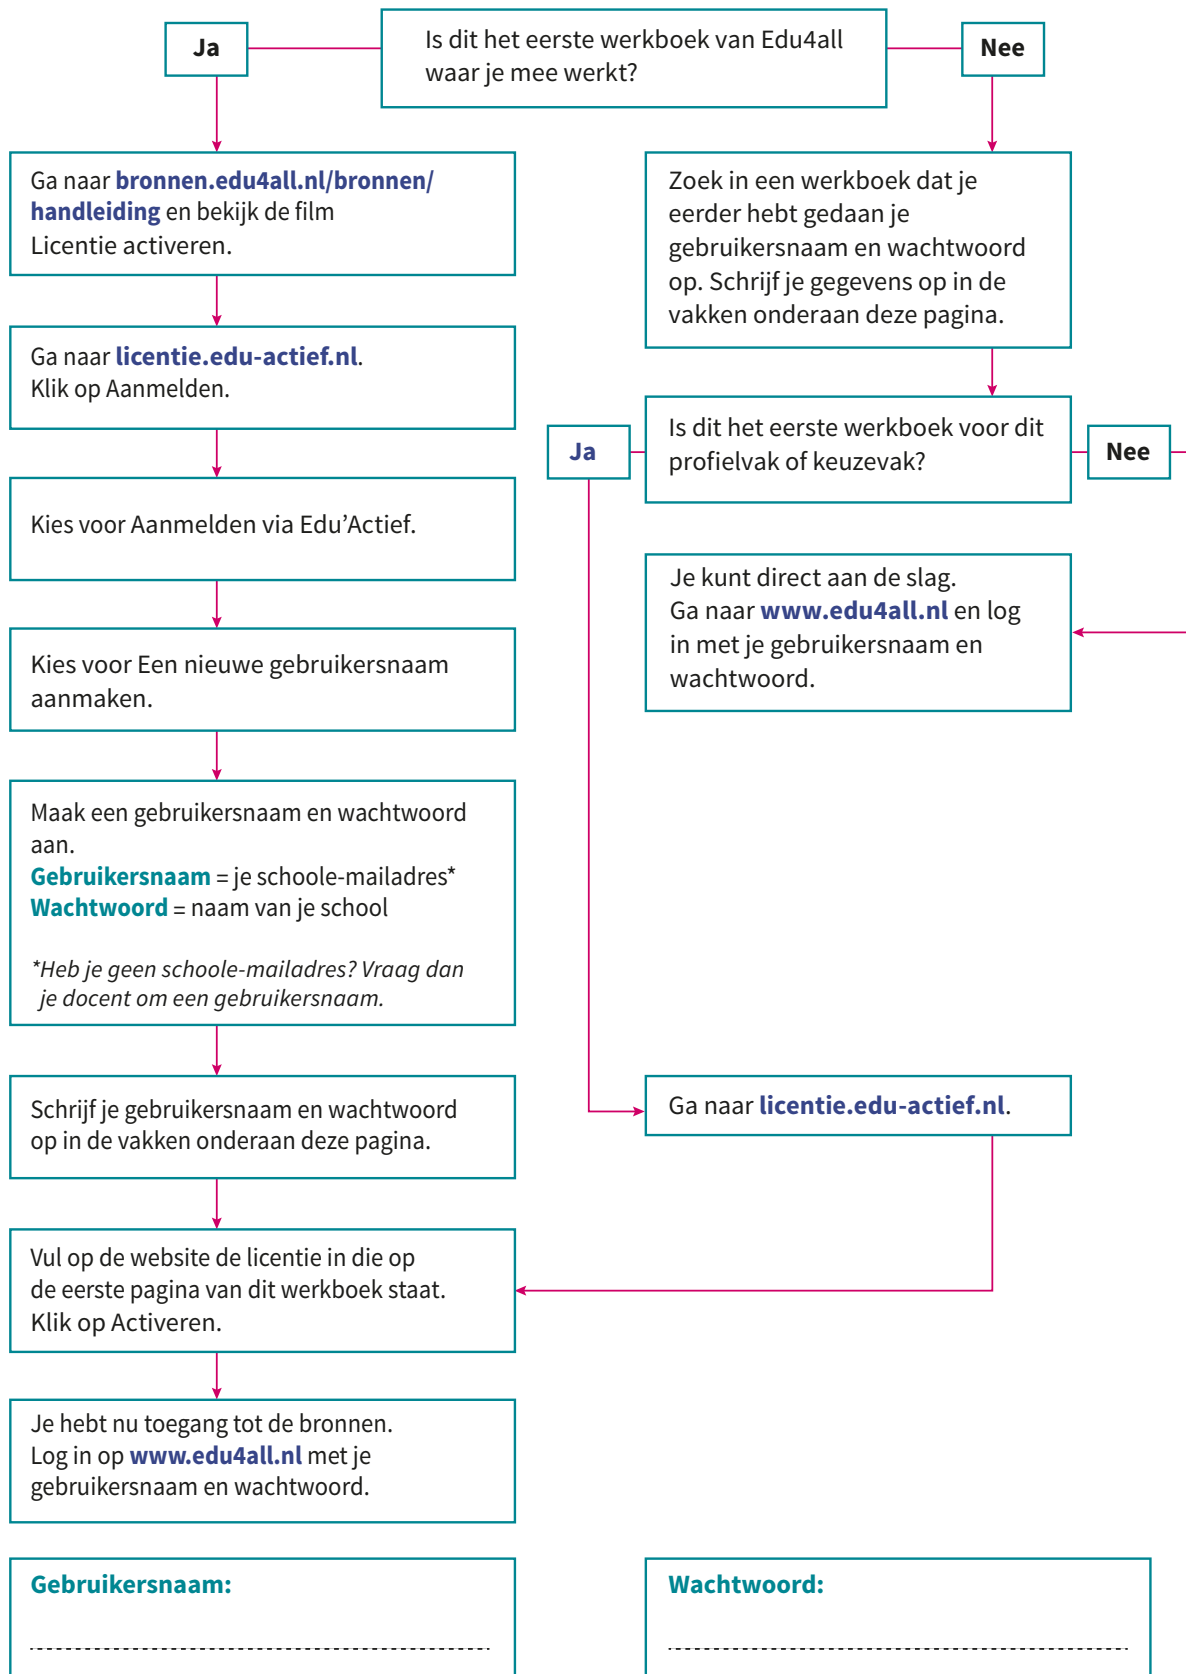 Is dit het eerste werkboek van Edu4all
waar je mee werkt?
Ja
Nee
Ga naar bronnen.edu4all.nl/bronnen/
handleiding en bekijk de film
Licentie activeren.
Ga naar licentie.edu-actief.nl.
Klik op Aanmelden.
Kies voor Aanmelden via Edu’Actief.
Kies voor Een nieuwe gebruikersnaam
aanmaken.
Maak een gebruikersnaam en wachtwoord
aan.
Gebruikersnaam = je schoole-mailadres*
Wachtwoord = naam van je school
*Heb je geen schoole-mailadres? Vraag dan
je docent om een gebruikersnaam.
Schrijf je gebruikersnaam en wachtwoord
op in de vakken onderaan deze pagina.
Vul op de website de licentie in die op
de eerste pagina van dit werkboek staat.
Klik op Activeren.
Je hebt nu toegang tot de bronnen.
Log in op www.edu4all.nl met je
gebruikersnaam en wachtwoord.
Zoek in een werkboek dat je
eerder hebt gedaan je
gebruikersnaam en wachtwoord
op. Schrijf je gegevens op in de
vakken onderaan deze pagina.
Is dit het eerste werkboek voor dit
profielvak of keuzevak?
Ja
Nee
Je kunt direct aan de slag.
Ga naar www.edu4all.nl en log
in met je gebruikersnaam en
wachtwoord.
Ga naar licentie.edu-actief.nl.
Gebruikersnaam:
Wachtwoord: